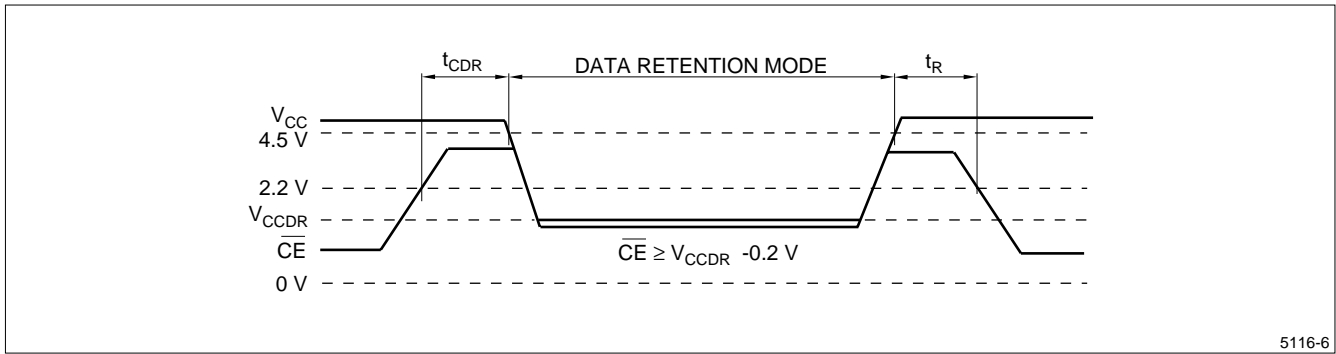 tCDR DATA RETENTION MODE tR
VCC
4.5 V
2.2 V
VCCDR
CE
CE ≥ VCCDR -0.2 V
0 V
5116-6